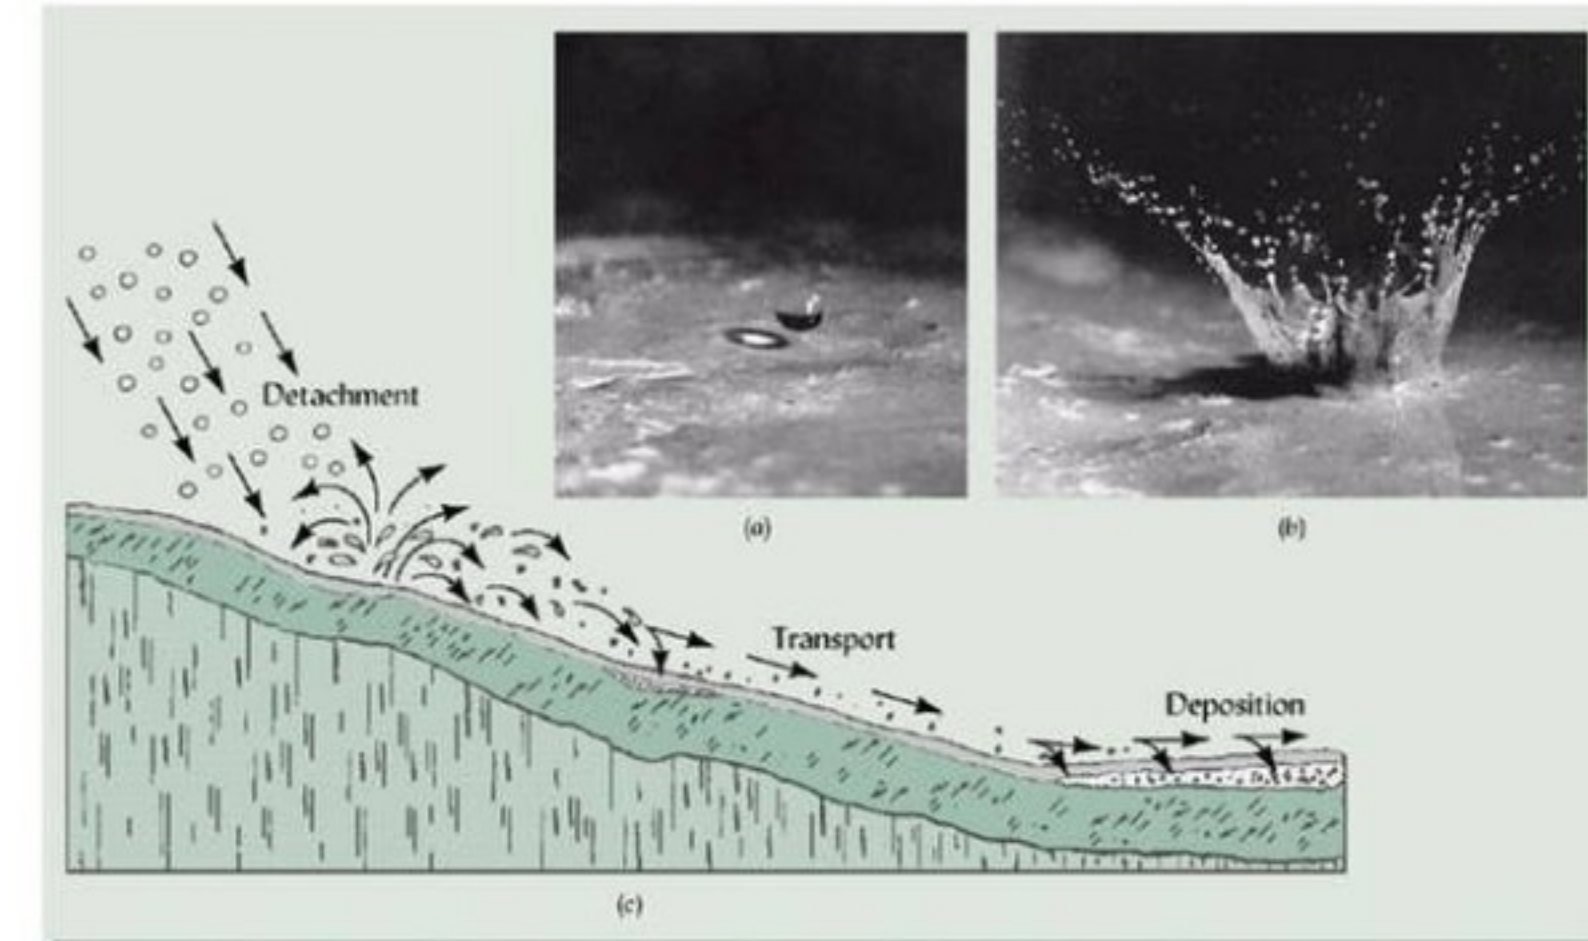 (a)
(b)
Detachment
Transport
Deposition
(c)